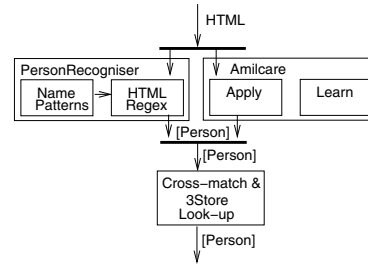 HTML
PersonRecogniser
Amilcare
Name
Patterns
HTML
Regex
Apply
Learn
[Person]
[Person]
Cross-match &
3Store
Look-up
[Person]